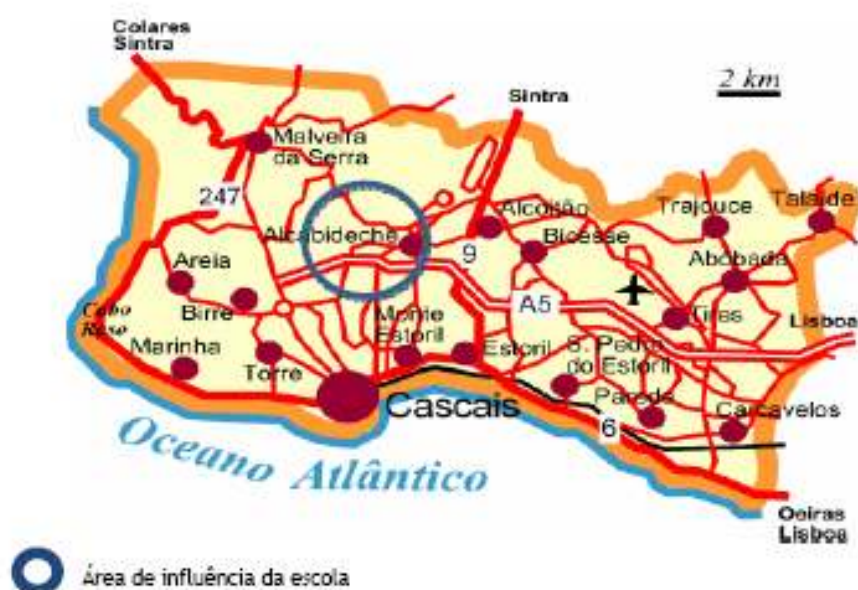 Colares
Sintra
Sintra
2 km
Malveira
da Serra
247
Alcoitão
Trajouce
Talaide
Alcabideche
Bicesse
9
Areia
Abóbada
Birre
A5
Cabo
Raso
Monte
Estoril
Tires
Lisboa
Marinha
Estoril
S. Pedro
do Estoril
Torre
Parede
Cascais
Carcavelos
6
Oceano Atlântico
Oeiras
Lisboa
Área de influência da escola